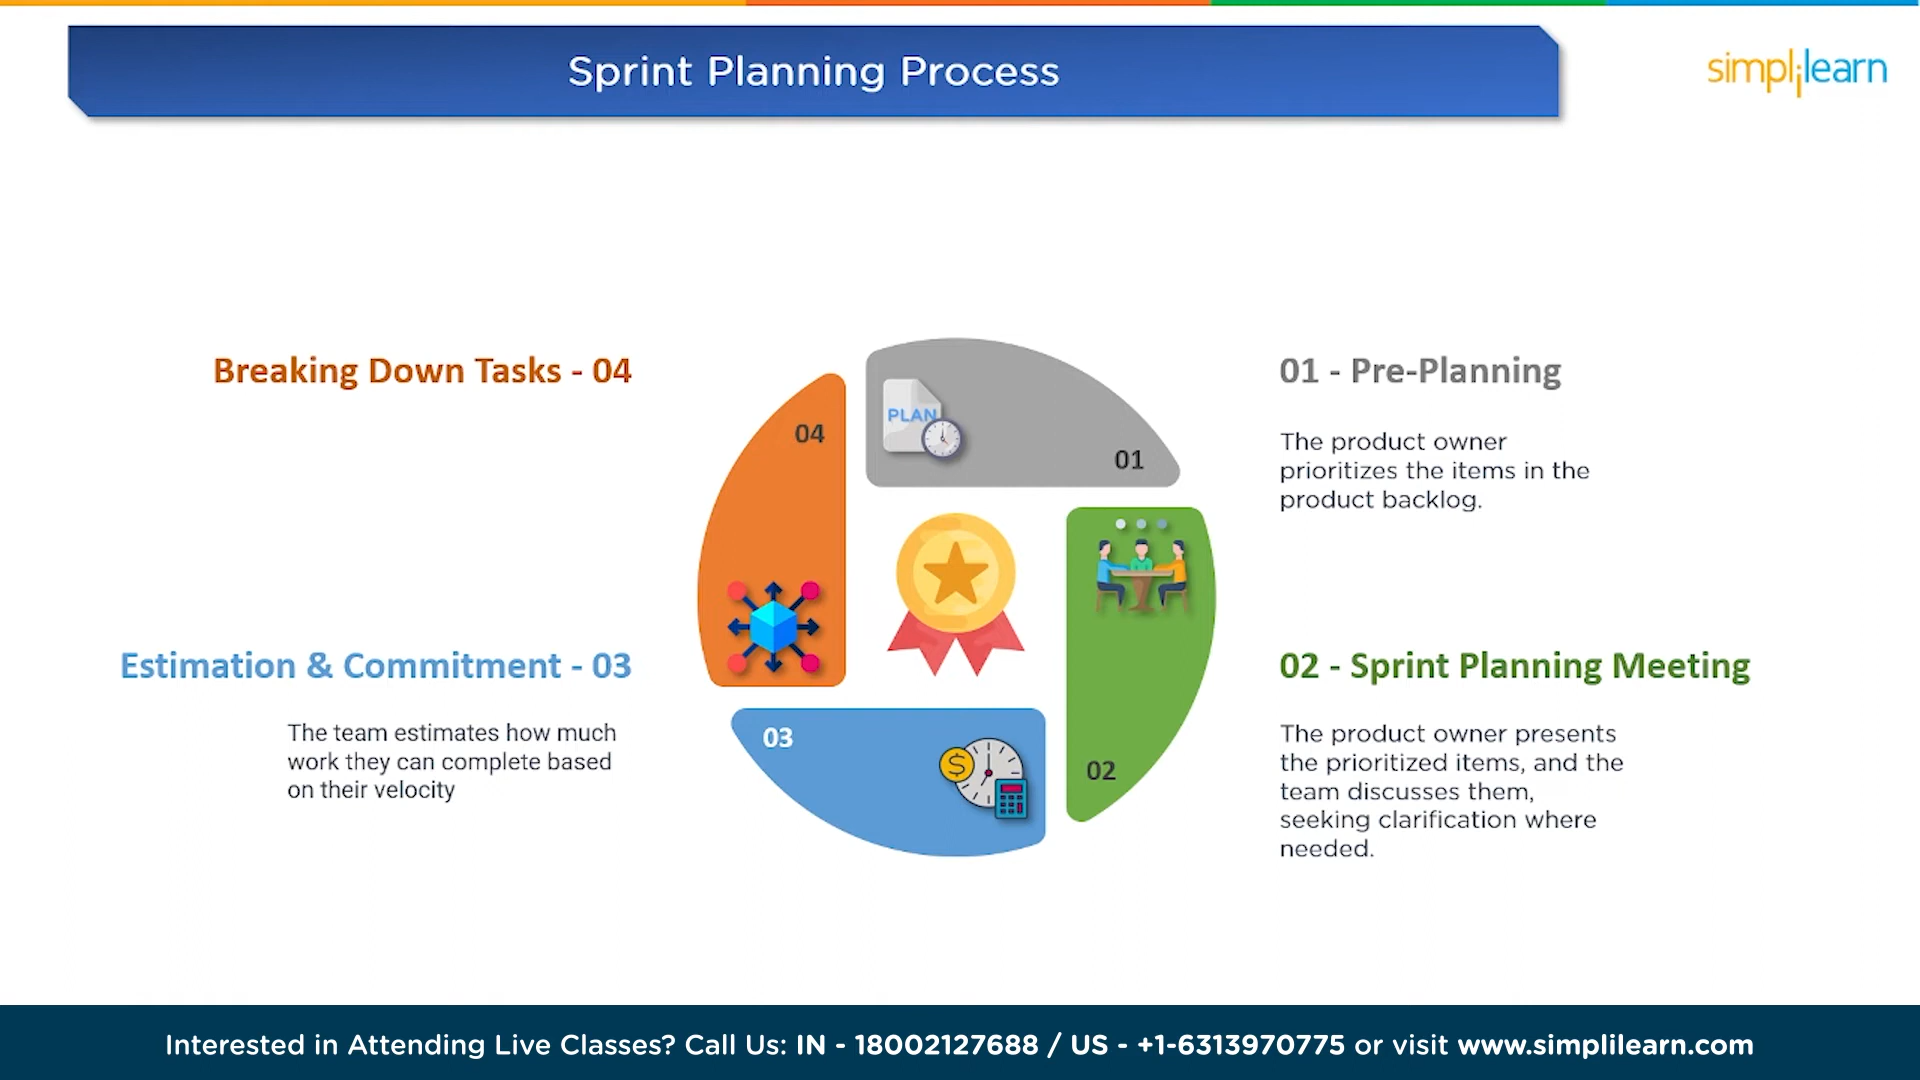 Sprint Planning Process
simplilearn
Breaking Down Tasks - 04
04
PLAN
01
01 - Pre-Planning
The product owner
prioritizes the items in the
product backlog.
Estimation & Commitment - 03
The team estimates how much
work they can complete based
on their velocity
03
$
02
02 - Sprint Planning Meeting
The product owner presents
the prioritized items, and the
team discusses them,
seeking clarification where
needed.
Interested in Attending Live Classes? Call Us: IN - 18002127688 / US - +1-6313970775 or visit www.simplilearn.com